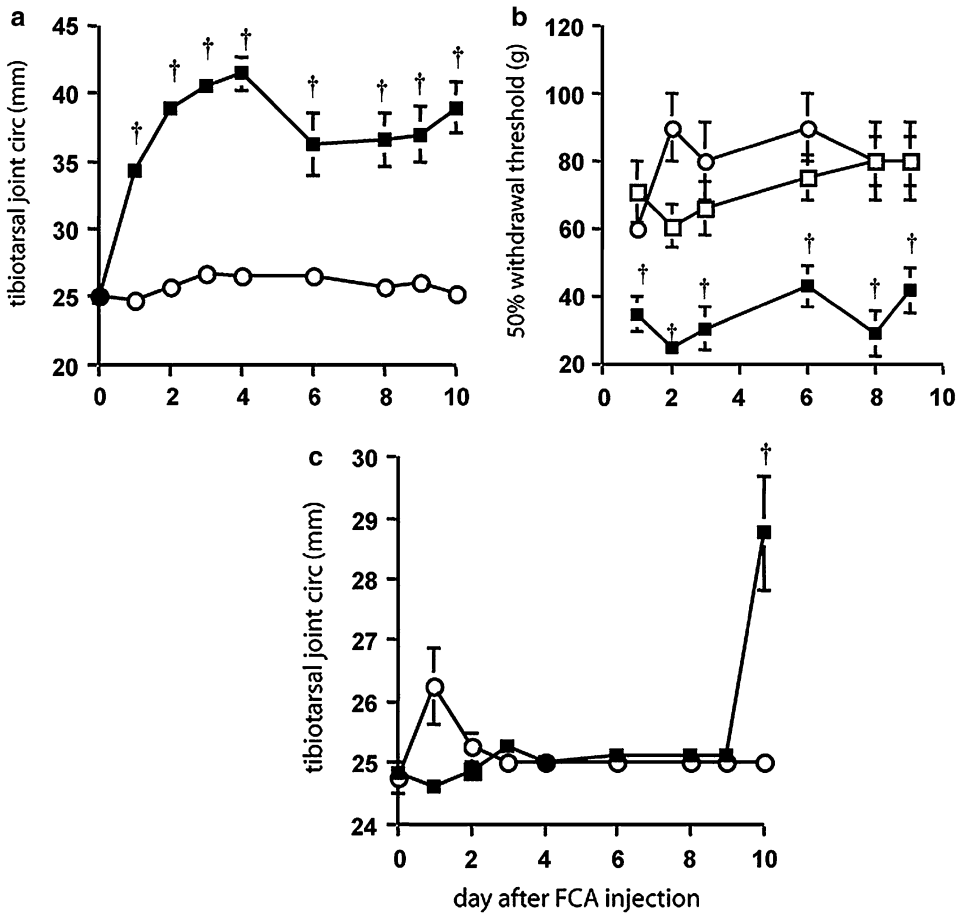 a
tibiotarsal joint circ (mm)
45
40
35
30
25
20
† † † † † † † †
0 2 4 6 8 10
b
50% withdrawal threshold (g)
120
100
80
60
40
20
† † † † † †
0 2 4 6 8 10
c
tibiotarsal joint circ (mm)
30
29
28
27
26
25
24
†
0 2 4 6 8 10
day after FCA injection